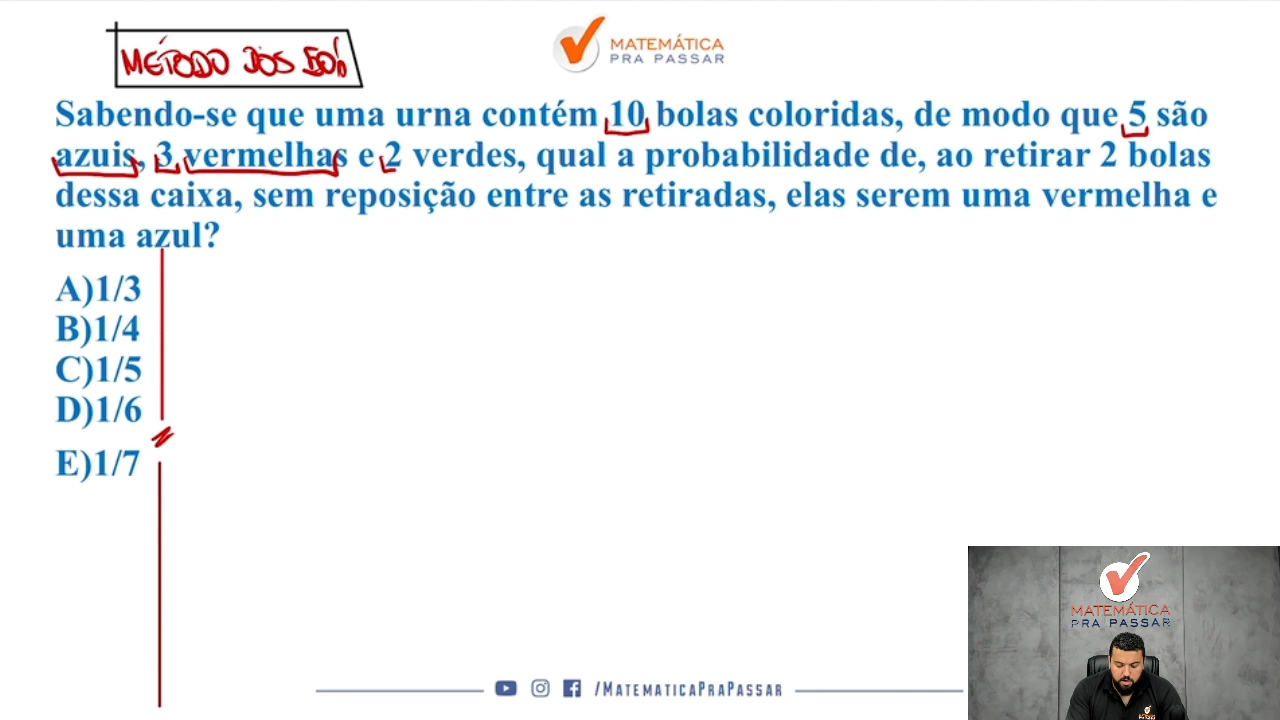 MÉTODO DOS
MATEMÁTICA
PRA PASSAR
Sabendo-se que uma urna contém 10 bolas coloridas, de modo que 5 são
azuis, 3 vermelhas e 2 verdes, qual a probabilidade de, ao retirar 2 bolas
dessa caixa, sem reposição entre as retiradas, elas serem uma vermelha e
uma azul?
A)1/3
B)1/4
C)1/5
D)1/6
E)1/7
MATEMÁTICA
PRA PASSAR
/MATEMATICAPRAPASSAR